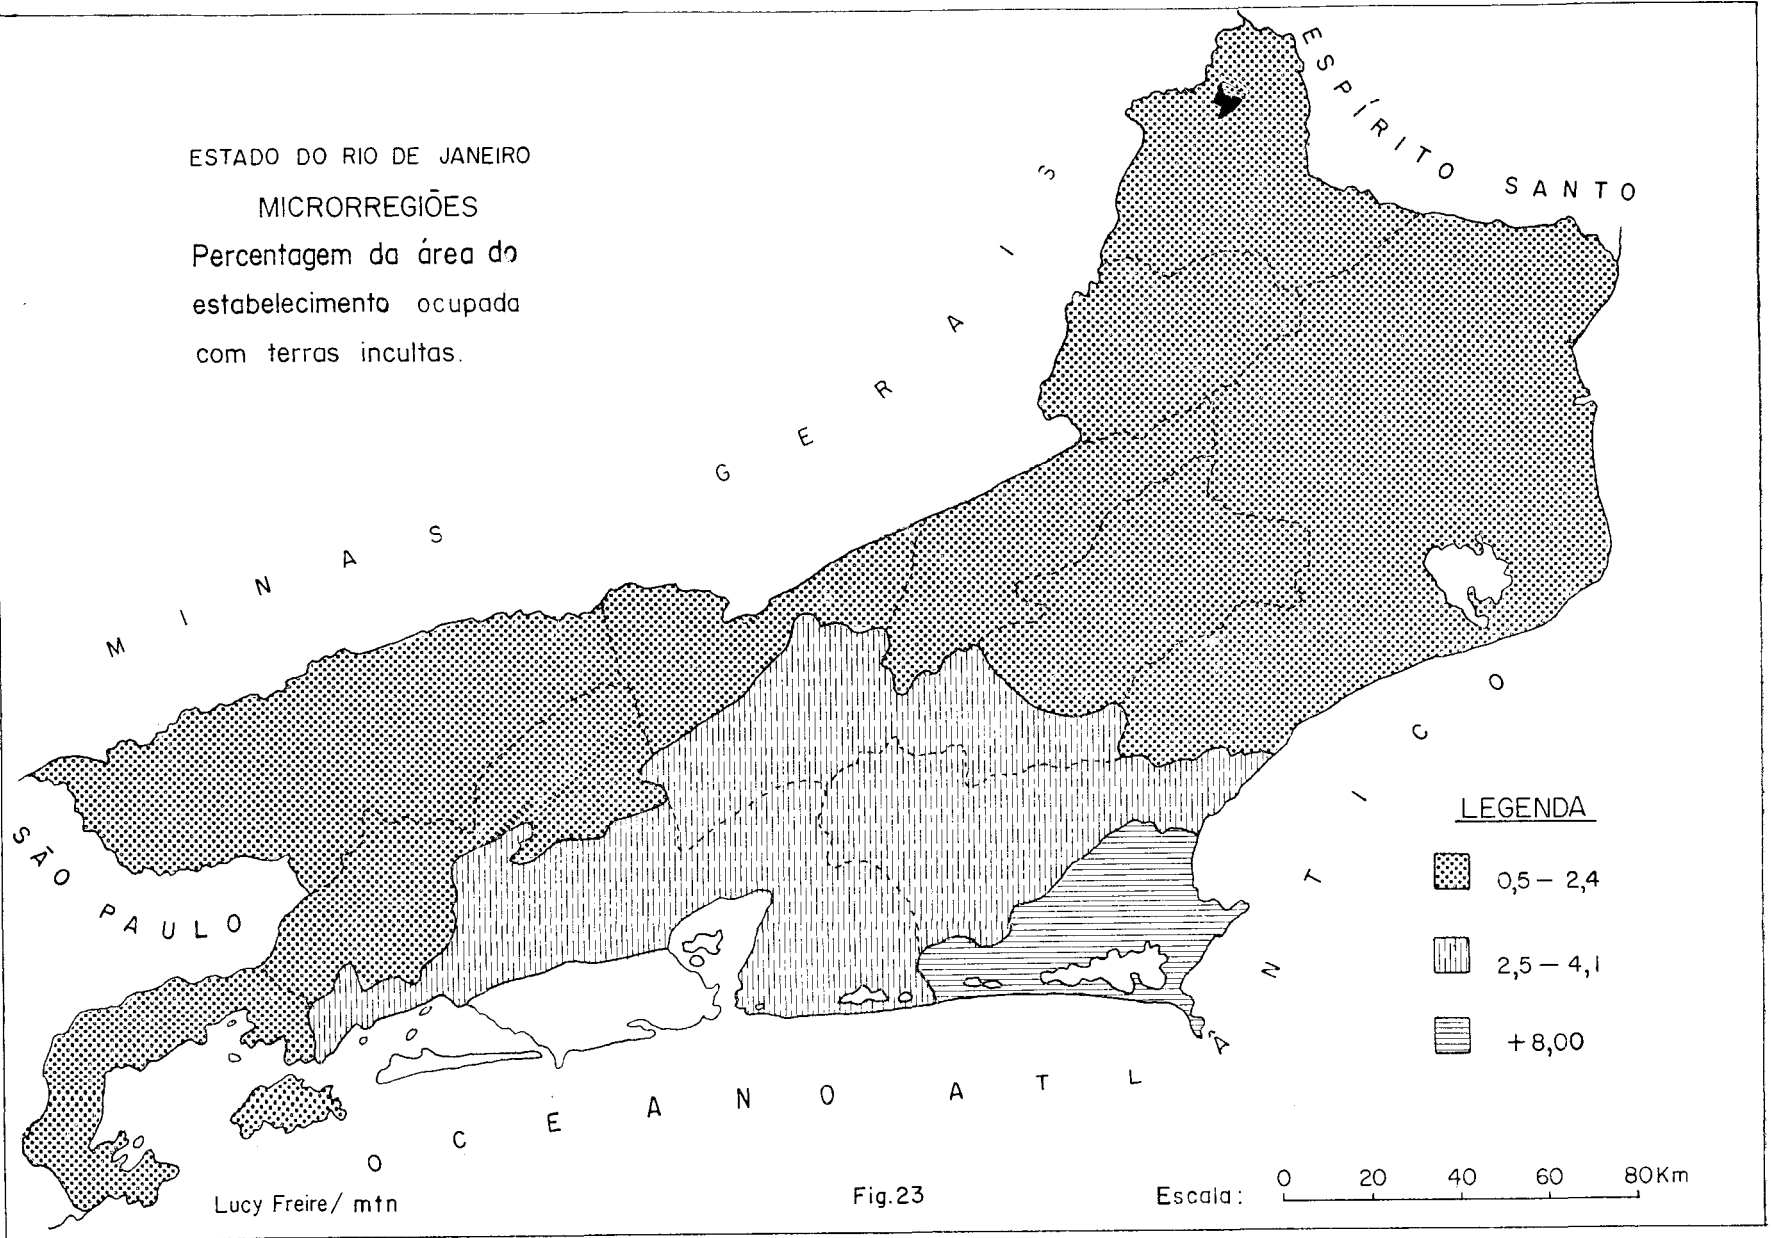 ESTADO DO RIO DE JANEIRO
MICRORREGIÕES
Percentagem da área do
estabelecimento ocupada
com terras incultas.
ESPÍRITO SANTO
MINAS GERAIS
SÃO PAULO
OCEANO ATLÂNTICO
LEGENDA
0,5 – 2,4
2,5 – 4,1
+ 8,00
Lucy Freire/ mtn
Fig.23
Escala: 0 20 40 60 80Km